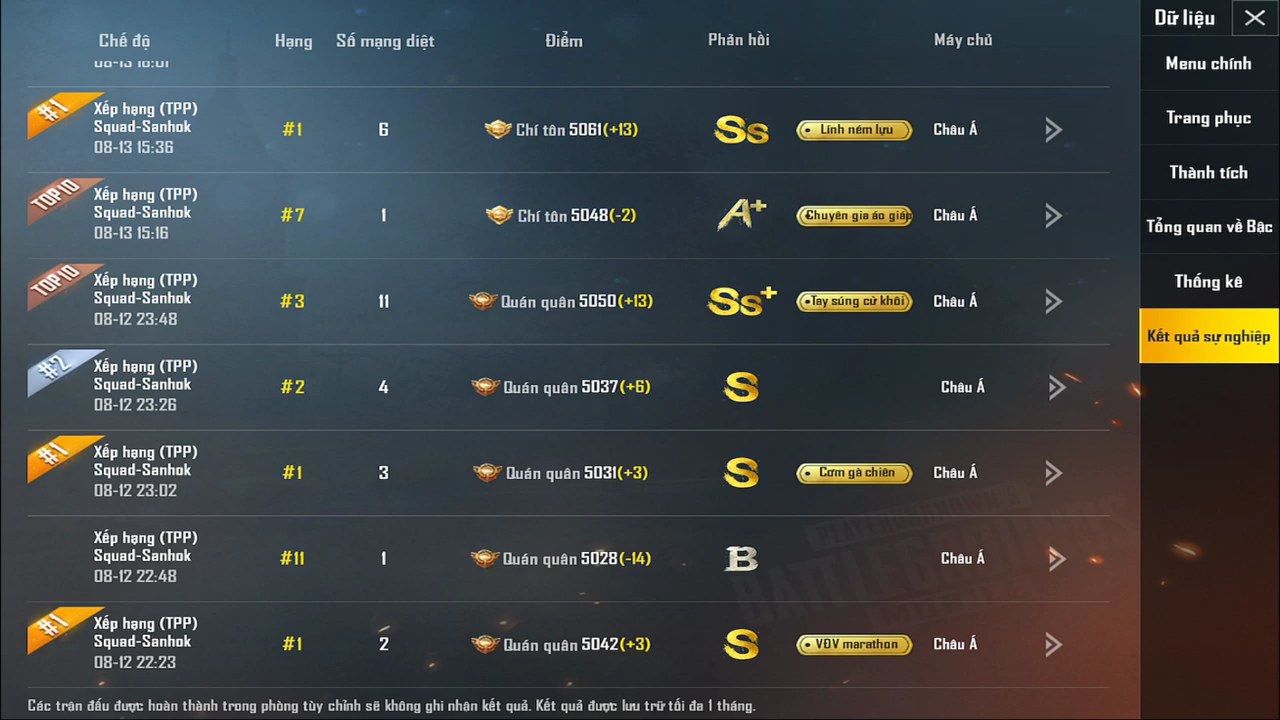 Chế độ Hạng Số mạng diệt Điểm Phản hồi Máy chủ
08-13 16:01
#1 Xếp hạng (TPP)
Squad-Sanhok #1 6 Chí tôn 5061(+13) Ss Lính ném lựu Châu Á
08-13 15:36
TOP10 Xếp hạng (TPP)
Squad-Sanhok #7 1 Chí tôn 5048(-2) A+ Chuyên gia áo giáp Châu Á
08-13 15:16
TOP10 Xếp hạng (TPP)
Squad-Sanhok #3 11 Quán quân 5050(+13) Ss+ Tay súng cừ khôi Châu Á
08-12 23:48
#2 Xếp hạng (TPP)
Squad-Sanhok #2 4 Quán quân 5037(+6) S Châu Á
08-12 23:26
#1 Xếp hạng (TPP)
Squad-Sanhok #1 3 Quán quân 5031(+3) S Cơm gà chiên Châu Á
08-12 23:02
Xếp hạng (TPP)
Squad-Sanhok #11 1 Quán quân 5028(-14) B Châu Á
08-12 22:48
#1 Xếp hạng (TPP)
Squad-Sanhok #1 2 Quán quân 5042(+3) S VĐV marathon Châu Á
08-12 22:23
Các trận đấu được hoàn thành trong phòng tùy chỉnh sẽ không ghi nhận kết quả. Kết quả được lưu trữ tối đa 1 tháng.
Dữ liệu
Menu chính
Trang phục
Thành tích
Tổng quan về Bậc
Thống kê
Kết quả sự nghiệp
PLAYERUNKNOWN'S
BATTLEGROUNDS